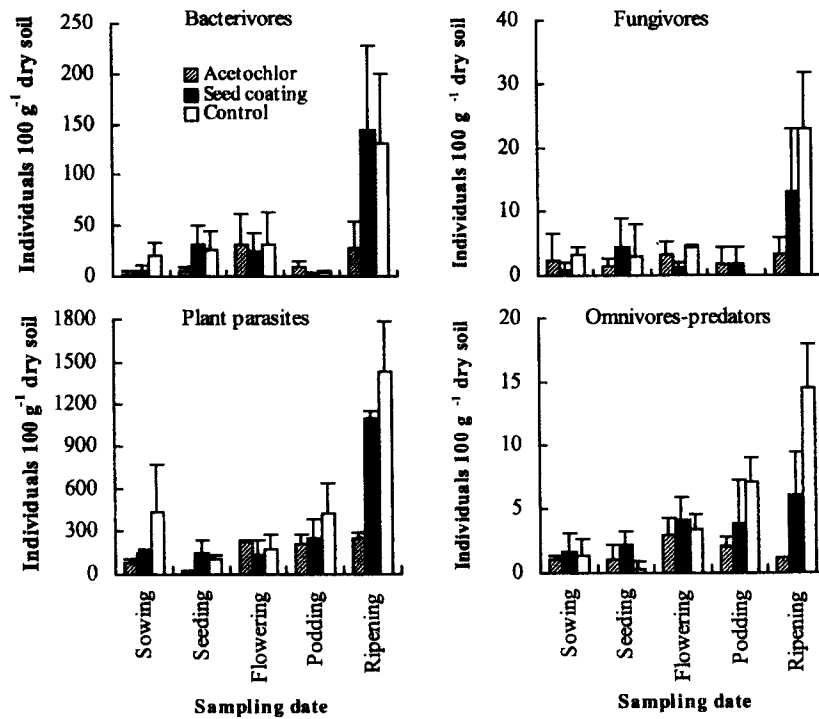 Bacterivores
Fungivores
Individuals 100 g -1 dry soil
250
200
150
100
50
0
Acetochlor
Seed coating
Control
Individuals 100 g -1 dry soil
40
30
20
10
0
Plant parasites
Omnivores-predators
Individuals 100 g -1 dry soil
1800
1500
1200
900
600
300
0
Individuals 100 g -1 dry soil
20
15
10
5
0
Sowing
Seeding
Flowering
Podding
Ripening
Sowing
Seeding
Flowering
Podding
Ripening
Sampling date
Sampling date